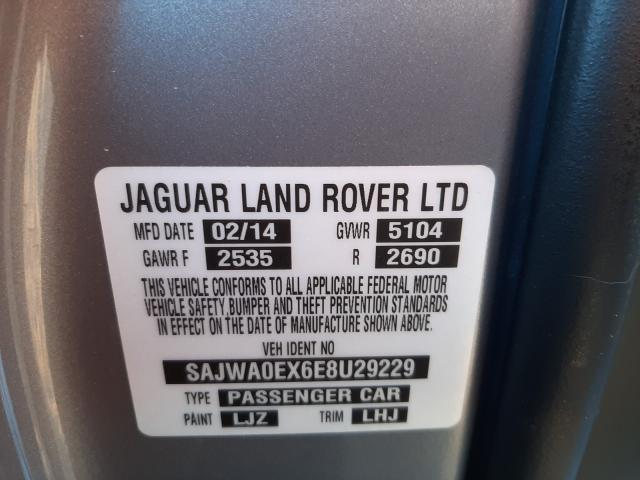 JAGUAR LAND ROVER LTD
MFD DATE 02/14 GVWR 5104
GAWR F 2535 R 2690
THIS VEHICLE CONFORMS TO ALL APPLICABLE FEDERAL MOTOR
VEHICLE SAFETY, BUMPER AND THEFT PREVENTION STANDARDS
IN EFFECT ON THE DATE OF MANUFACTURE SHOWN ABOVE.
VEH IDENT NO
SAJWA0EX6E8U29229
TYPE PASSENGER CAR
PAINT LJZ TRIM LHJ